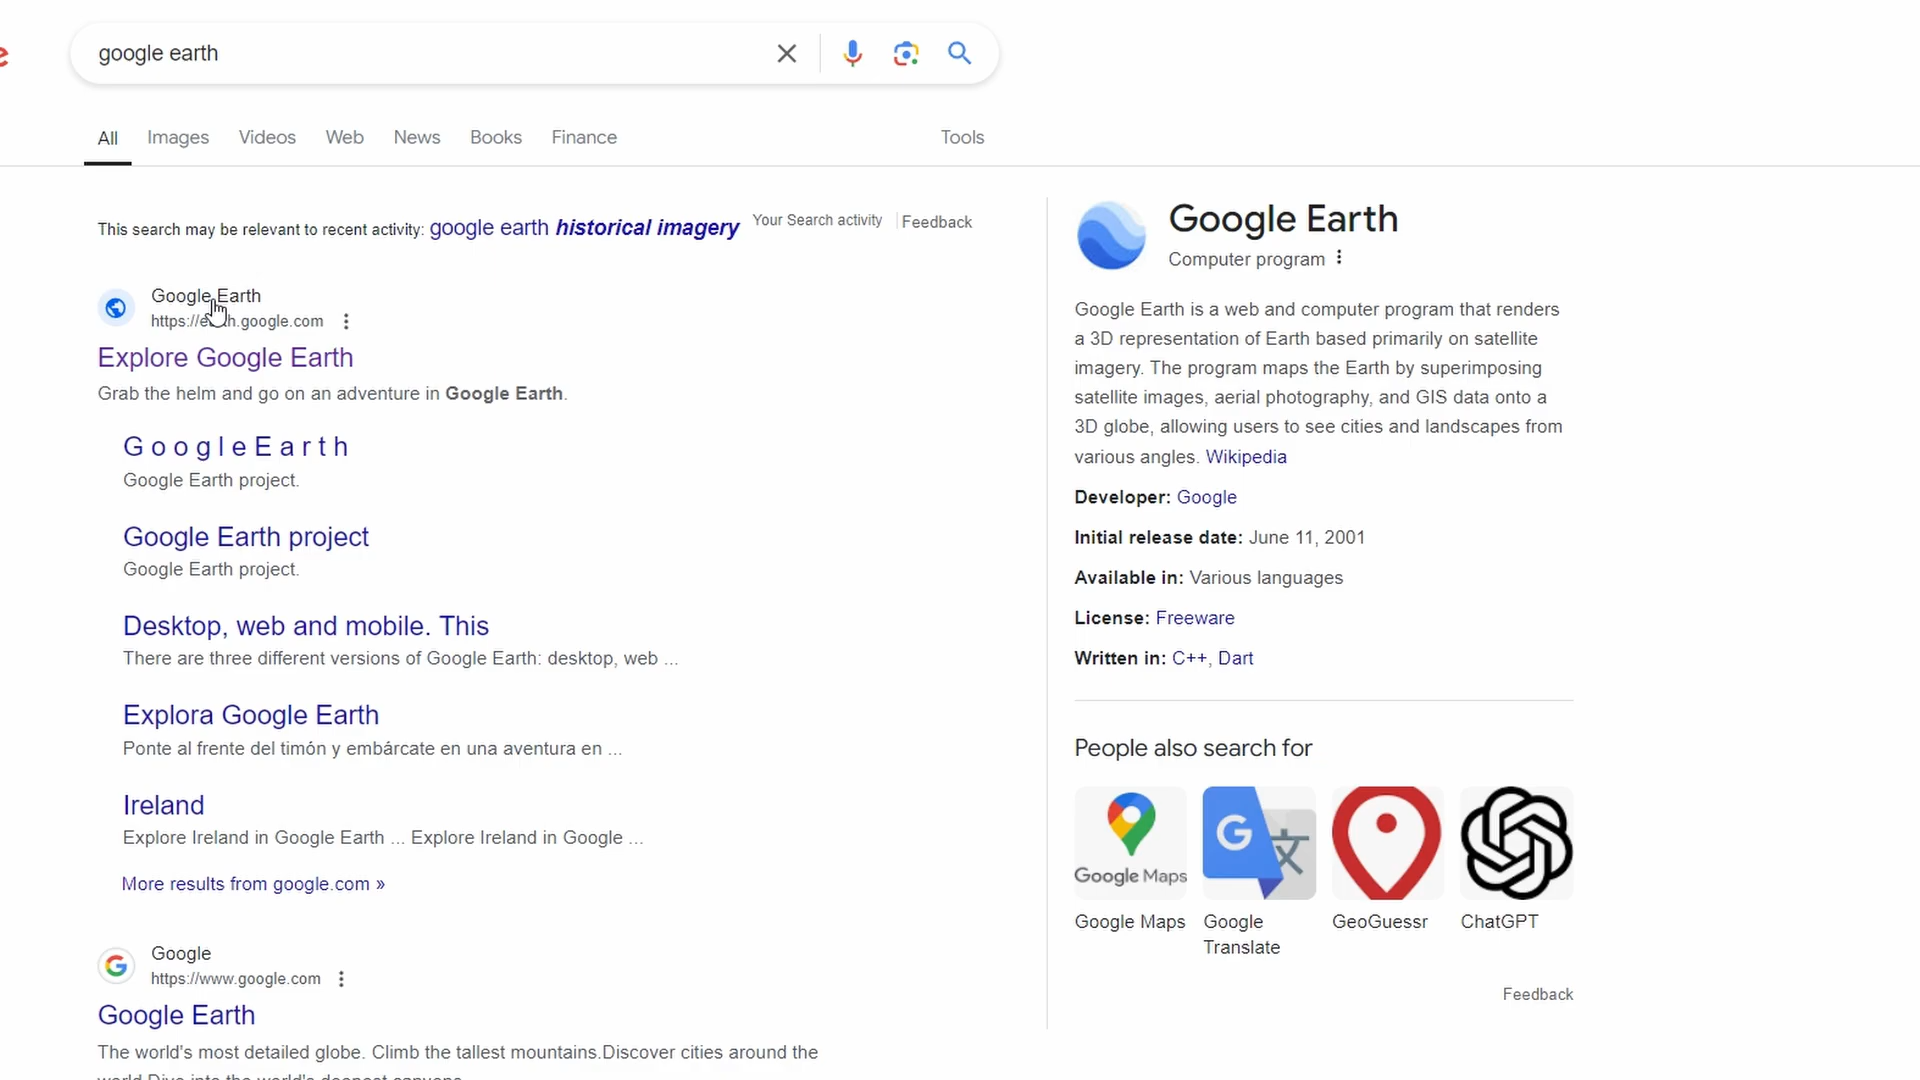 google earth
All Images Videos Web News Books Finance Tools
This search may be relevant to recent activity: google earth historical imagery Your Search activity Feedback
Google Earth
https://earth.google.com
Explore Google Earth
Grab the helm and go on an adventure in Google Earth.
G o o g l e E a r t h
Google Earth project.
Google Earth project
Google Earth project.
Desktop, web and mobile. This
There are three different versions of Google Earth: desktop, web ...
Explora Google Earth
Ponte al frente del timón y embárcate en una aventura en ...
Ireland
Explore Ireland in Google Earth ... Explore Ireland in Google ...
More results from google.com »
Google
https://www.google.com
Google Earth
The world's most detailed globe. Climb the tallest mountains.Discover cities around the
world.Dive into the world's deepest canyons.
Google Earth
Computer program
Google Earth is a web and computer program that renders
a 3D representation of Earth based primarily on satellite
imagery. The program maps the Earth by superimposing
satellite images, aerial photography, and GIS data onto a
3D globe, allowing users to see cities and landscapes from
various angles. Wikipedia
Developer: Google
Initial release date: June 11, 2001
Available in: Various languages
License: Freeware
Written in: C++, Dart
People also search for
Google Maps
Google Maps
Google
Translate
GeoGuessr
ChatGPT
Feedback